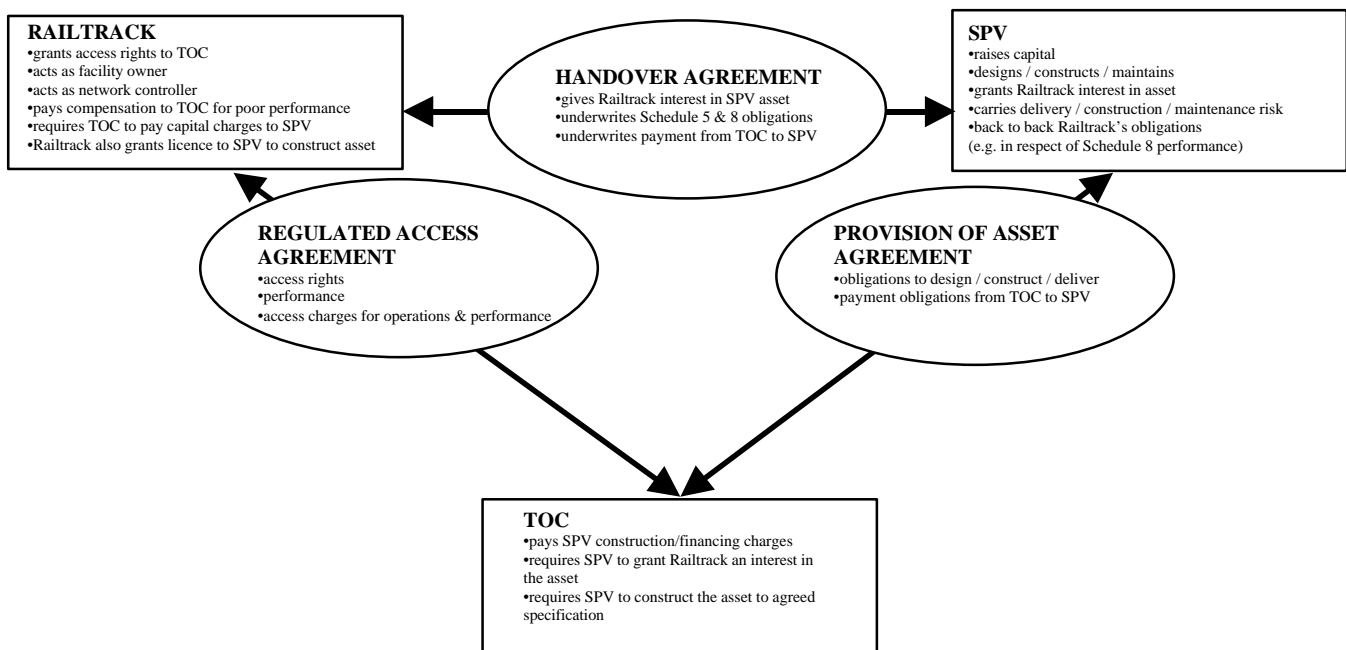 RAILTRACK
•grants access rights to TOC
•acts as facility owner
•acts as network controller
•pays compensation to TOC for poor performance
•requires TOC to pay capital charges to SPV
•Railtrack also grants licence to SPV to construct asset
HANDOVER AGREEMENT
•gives Railtrack interest in SPV asset
•underwrites Schedule 5 & 8 obligations
•underwrites payment from TOC to SPV
SPV
•raises capital
•designs / constructs / maintains
•grants Railtrack interest in asset
•carries delivery / construction / maintenance risk
•back to back Railtrack’s obligations
(e.g. in respect of Schedule 8 performance)
REGULATED ACCESS
AGREEMENT
•access rights
•performance
•access charges for operations & performance
PROVISION OF ASSET
AGREEMENT
•obligations to design / construct / deliver
•payment obligations from TOC to SPV
TOC
•pays SPV construction/financing charges
•requires SPV to grant Railtrack an interest in
the asset
•requires SPV to construct the asset to agreed
specification